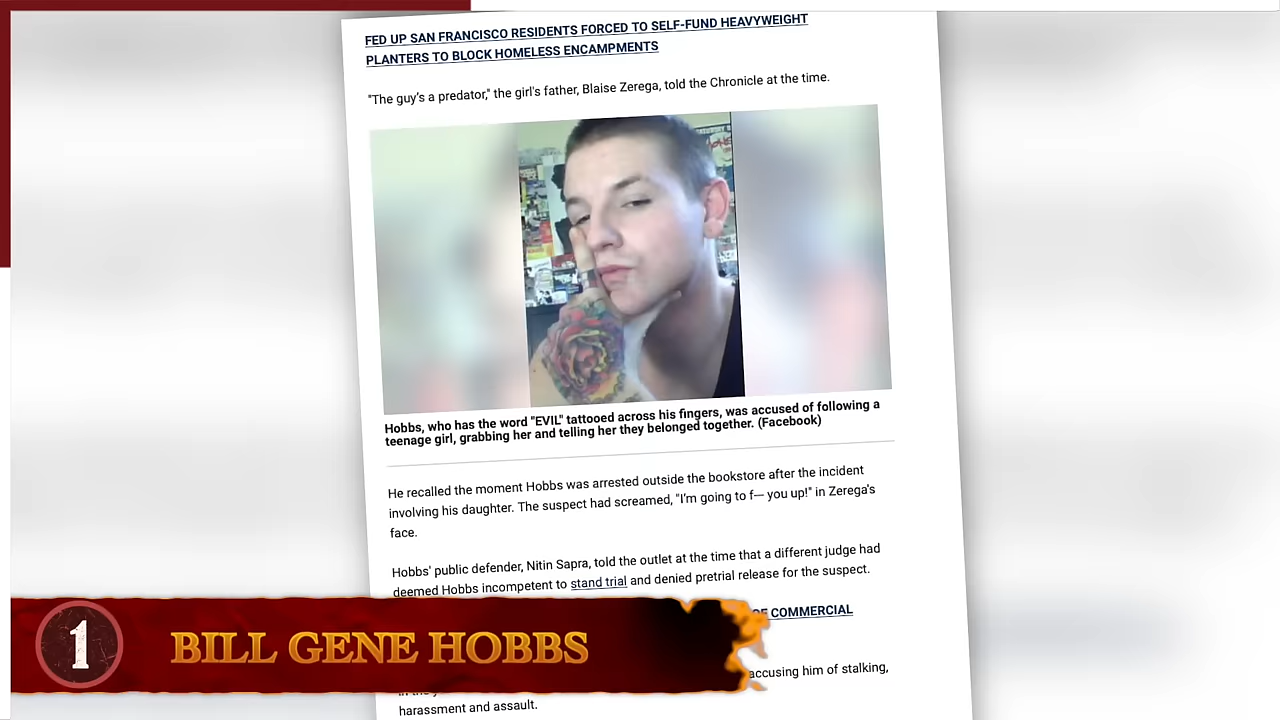 FED UP SAN FRANCISCO RESIDENTS FORCED TO SELF-FUND HEAVYWEIGHT
PLANTERS TO BLOCK HOMELESS ENCAMPMENTS
"The guy's a predator," the girl's father, Blaise Zerega, told the Chronicle at the time.
Hobbs, who has the word "EVIL" tattooed across his fingers, was accused of following a
teenage girl, grabbing her and telling her they belonged together. (Facebook)
He recalled the moment Hobbs was arrested outside the bookstore after the incident
involving his daughter. The suspect had screamed, "I'm going to f— you up!" in Zerega's
face.
Hobbs' public defender, Nitin Sapra, told the outlet at the time that a different judge had
deemed Hobbs incompetent to stand trial and denied pretrial release for the suspect.
OF COMMERCIAL
1 BILL GENE HOBBS
accusing him of stalking,
harassment and assault.